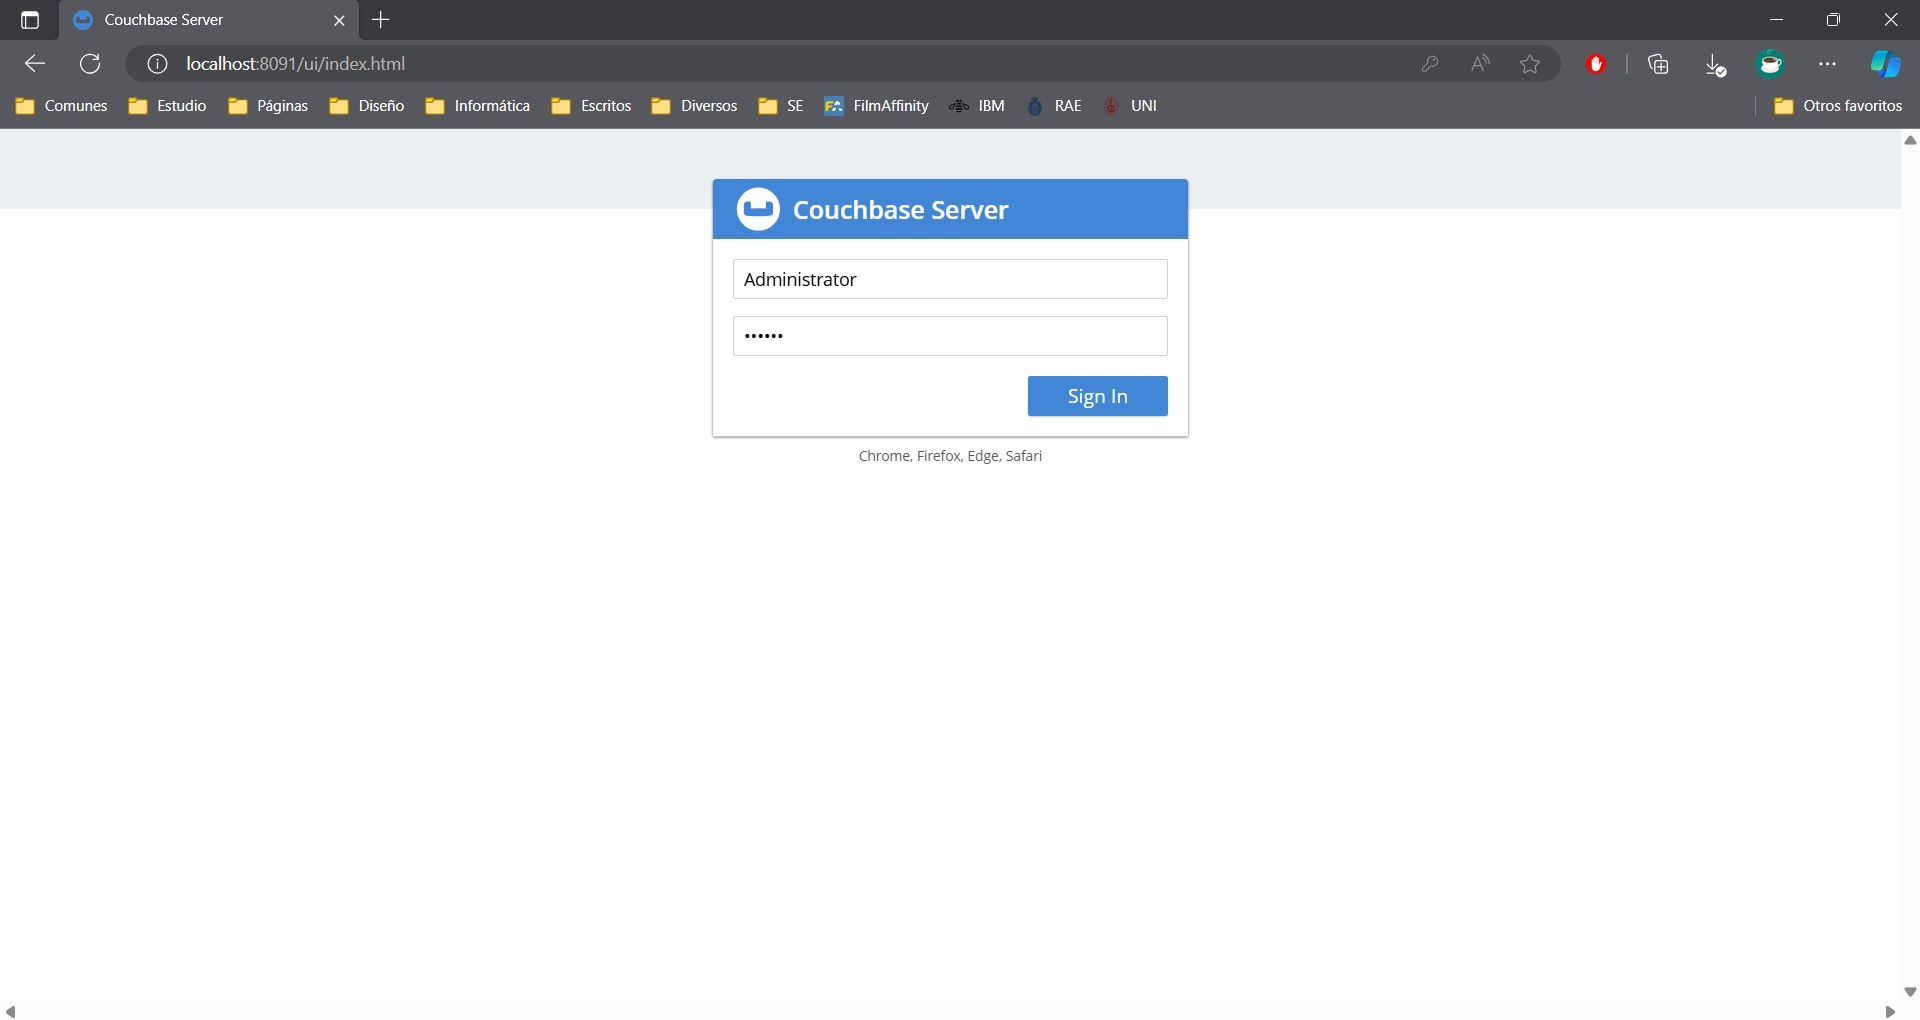 Couchbase Server
localhost:8091/ui/index.html
Comunes Estudio Páginas Diseño Informática Escritos Diversos SE FilmAffinity IBM RAE UNI Otros favoritos
Couchbase Server
Administrator
••••••
Sign In
Chrome, Firefox, Edge, Safari